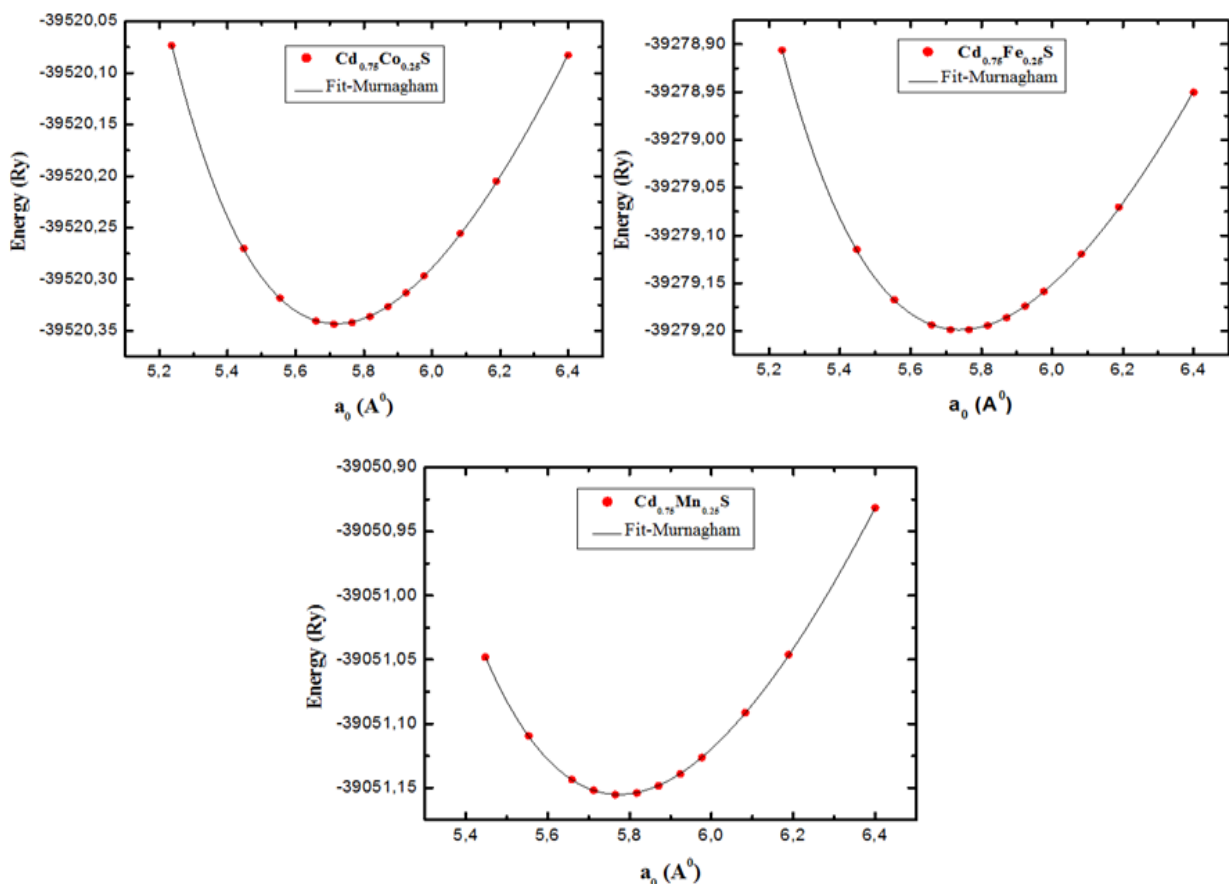 -39520,05
-39520,10
-39520,15
-39520,20
-39520,25
-39520,30
-39520,35
Energy (Ry)
Cd0.75Co0.25S
Fit-Murnagham
5,2 5,4 5,6 5,8 6,0 6,2 6,4
a0 (A0)
-39278,90
-39278,95
-39279,00
-39279,05
-39279,10
-39279,15
-39279,20
Energy (Ry)
Cd0.75Fe0.25S
Fit-Murnagham
5,2 5,4 5,6 5,8 6,0 6,2 6,4
a0 (A0)
-39050,90
-39050,95
-39051,00
-39051,05
-39051,10
-39051,15
Energy (Ry)
Cd0.75Mn0.25S
Fit-Murnagham
5,4 5,6 5,8 6,0 6,2 6,4
a0 (A0)